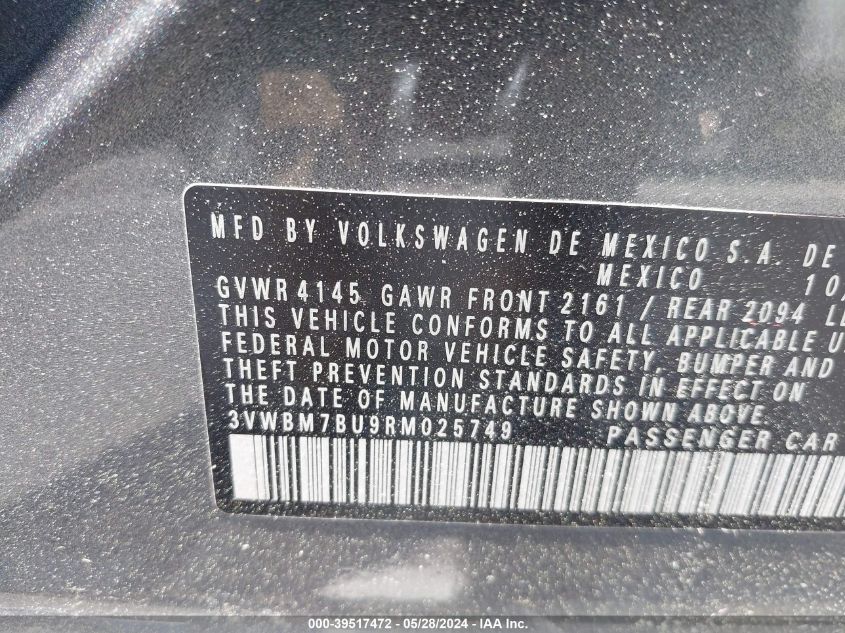 MFD BY VOLKSWAGEN DE MEXICO S.A. DE
MEXICO 10
GVWR 4145 GAWR FRONT 2161 / REAR 2094
THIS VEHICLE CONFORMS TO ALL APPLICABLE
FEDERAL MOTOR VEHICLE SAFETY, BUMPER AND
THEFT PREVENTION STANDARDS IN EFFECT ON
THE DATE OF MANUFACTURE SHOWN ABOVE
3VWBM7BU9RM025749 PASSENGER CAR
000-39517472 - 05/28/2024 - IAA Inc.